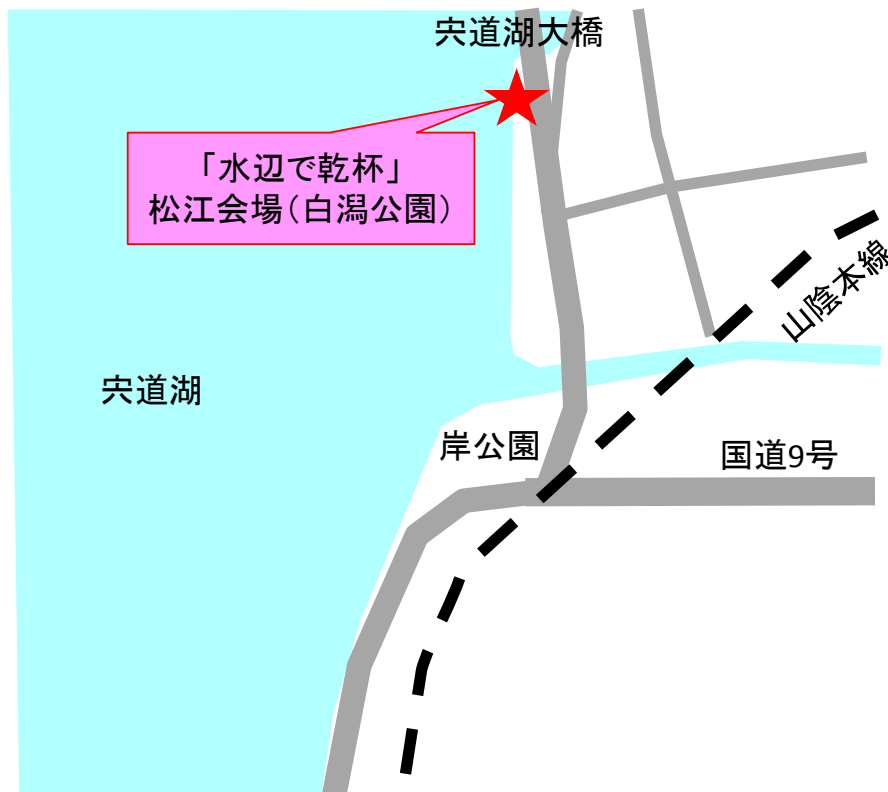 宍道湖大橋
「水辺で乾杯」
松江会場(白潟公園)
山陰本線
宍道湖
岸公園
国道9号